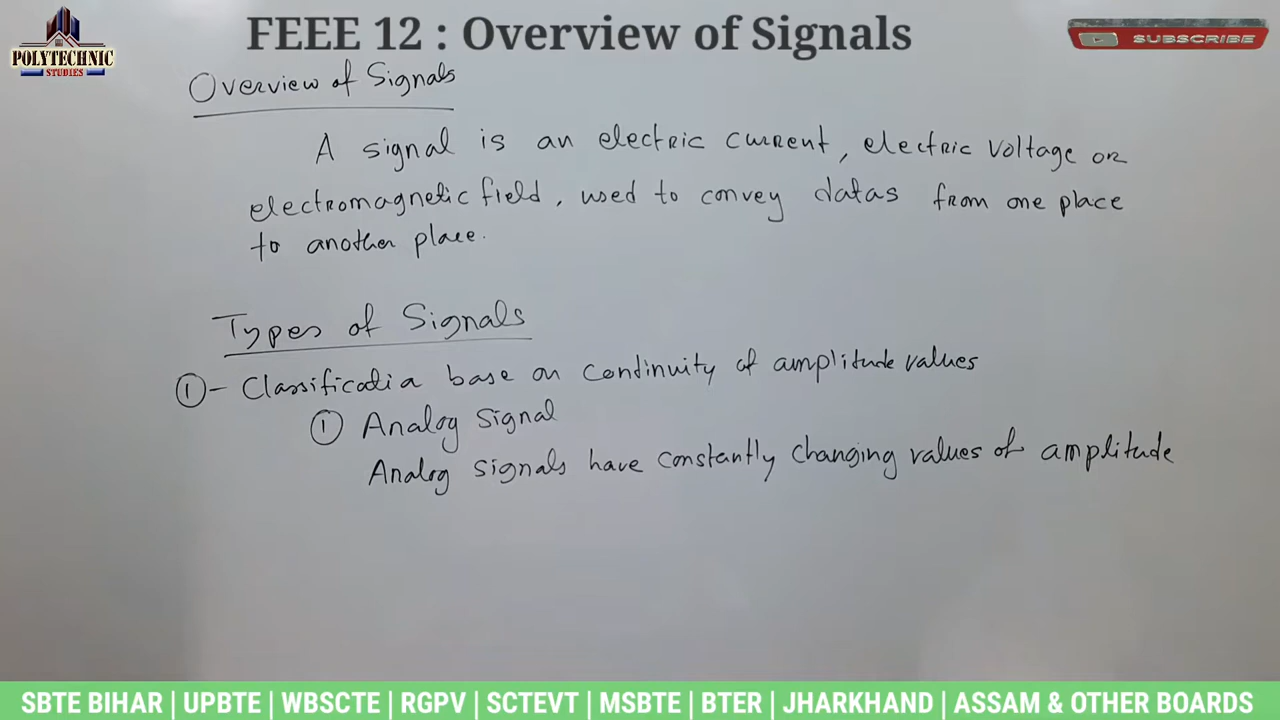 FEEE 12 : Overview of Signals
POLYTECHNIC
STUDIES
SUBSCRIBE
Overview of Signals
A signal is an electric current, electric voltage or
electromagnetic field, used to convey datas from one place
to another place.
Types of Signals
① - Classificatia base on continuity of amplitude values
① Analog signal
Analog signals have constantly changing values of amplitude
SBTE BIHAR | UPBTE | WBSCTE | RGPV | SCTEVT | MSBTE | BTER | JHARKHAND | ASSAM & OTHER BOARDS